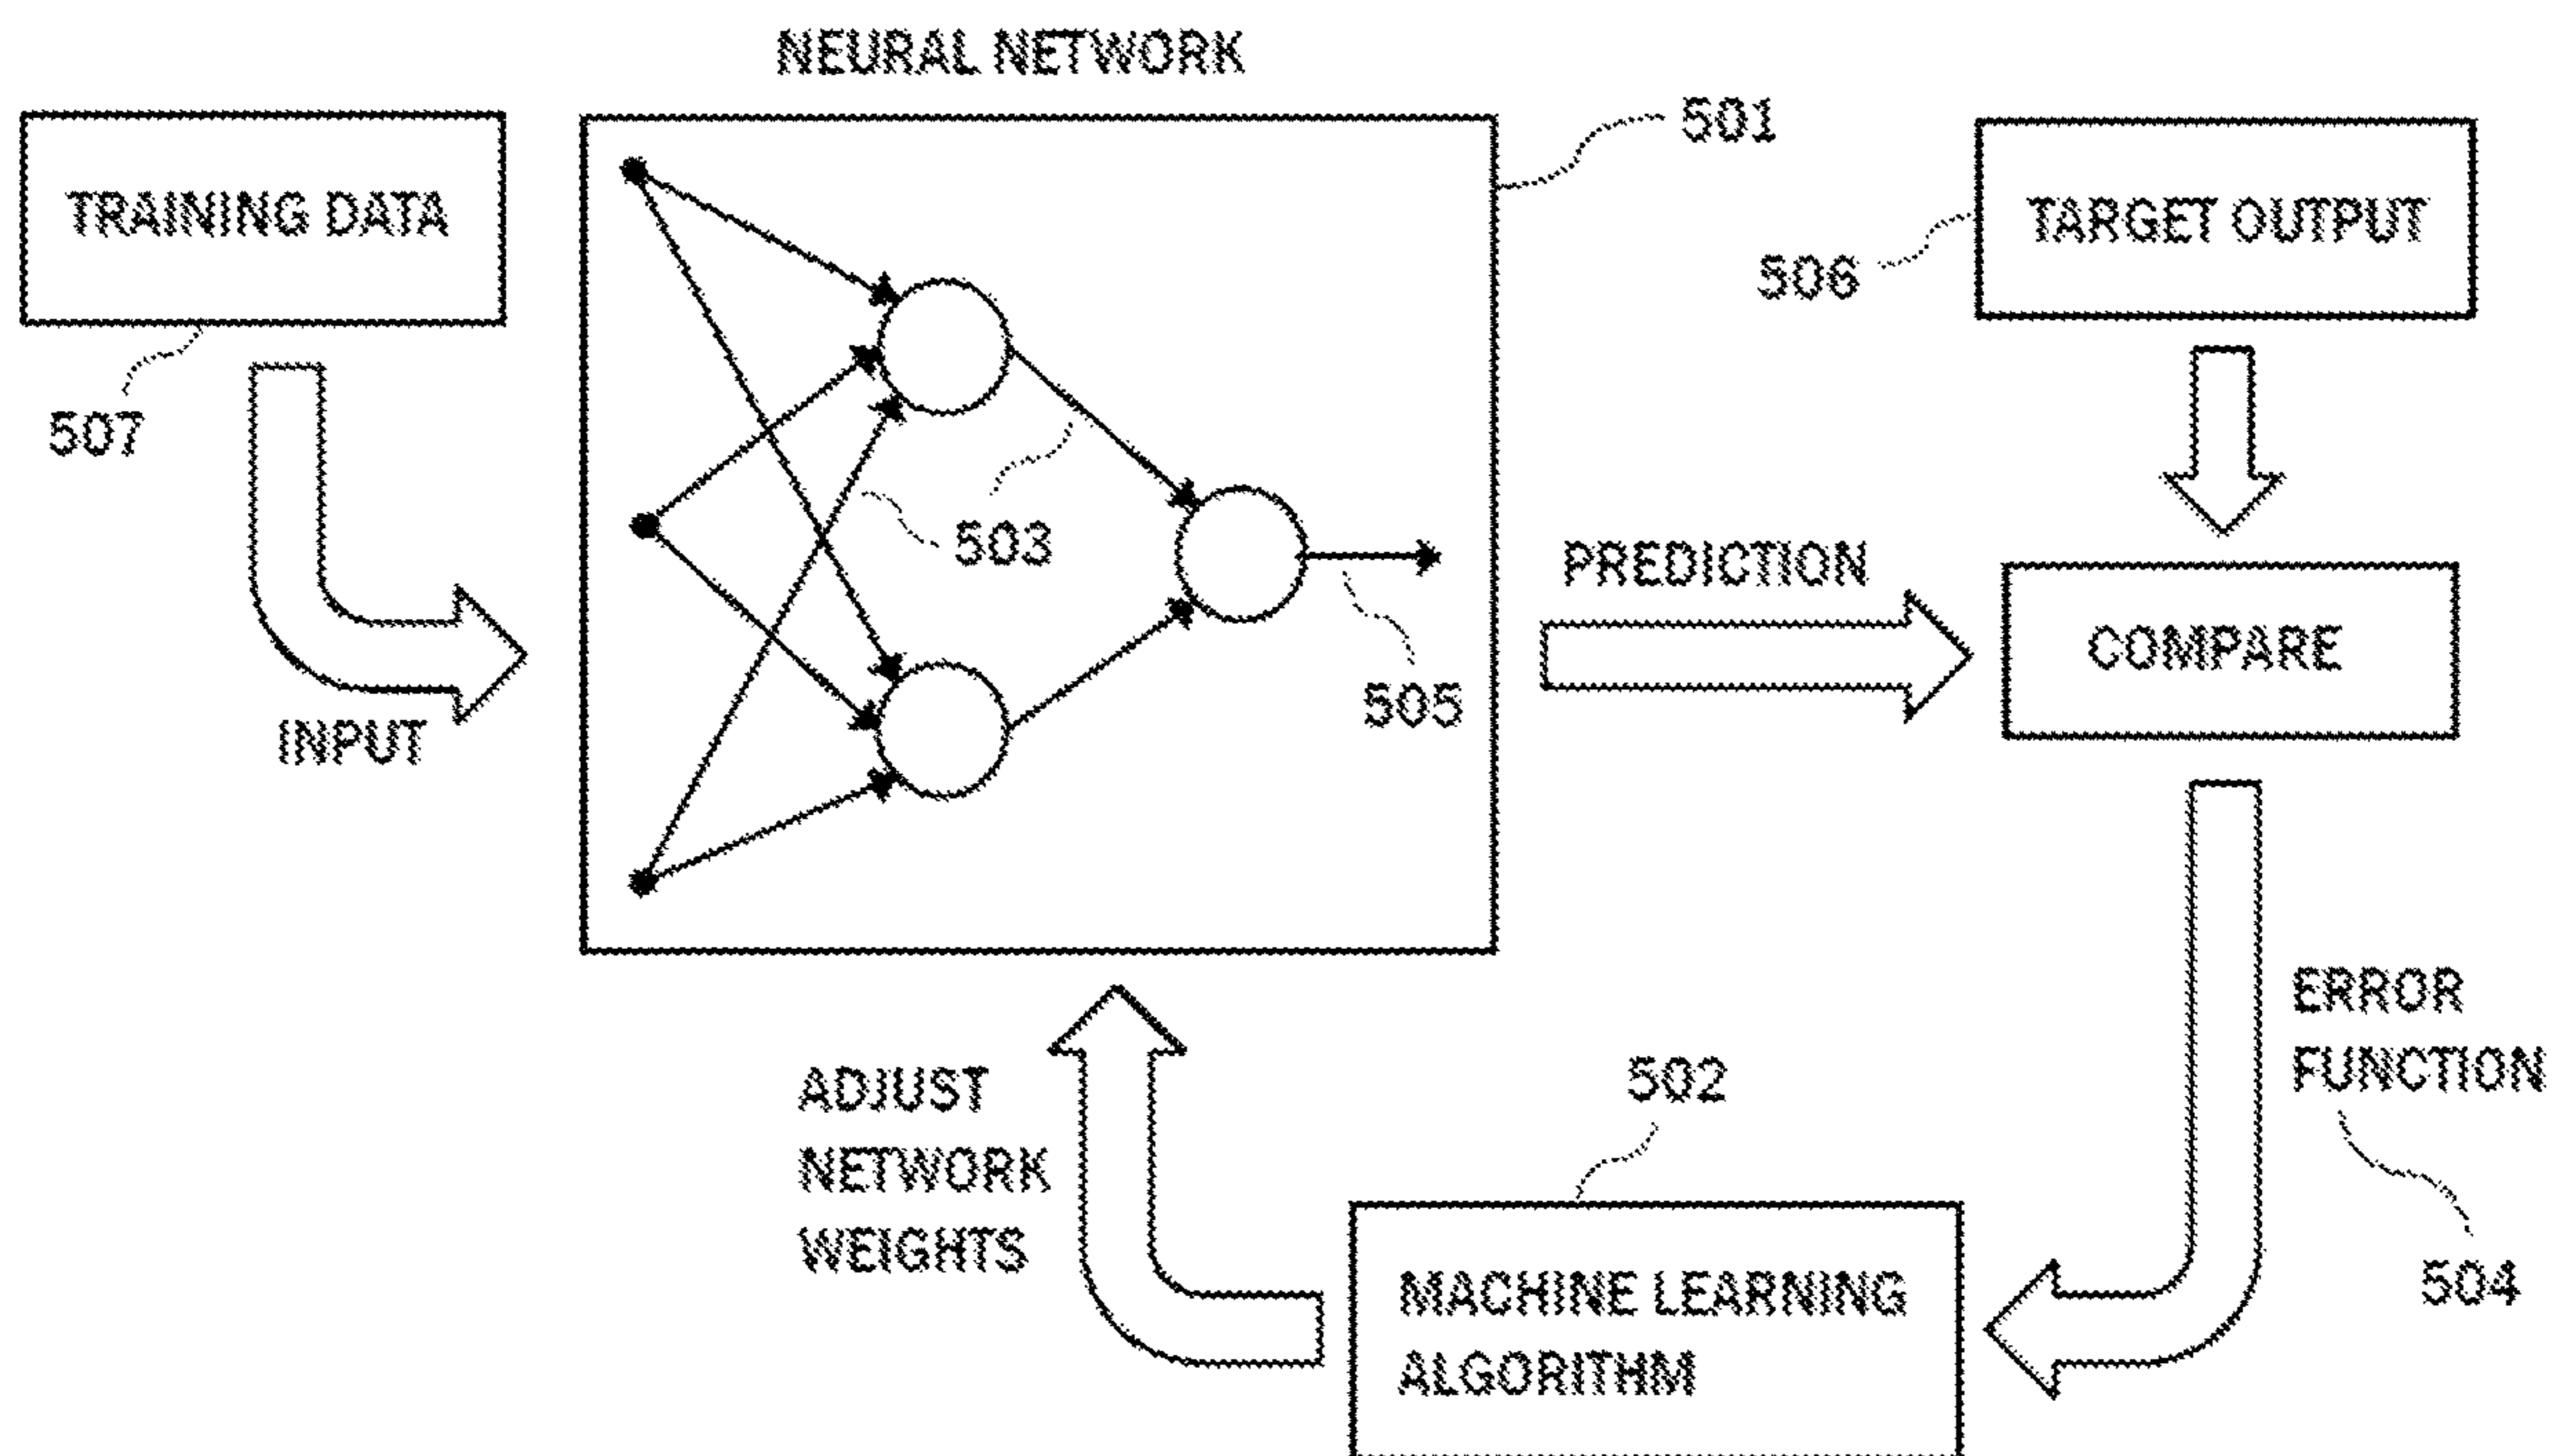 NEURAL NETWORK
501
TRAINING DATA
TARGET OUTPUT
506
507
503
PREDICTION
COMPARE
505
INPUT
ERROR
FUNCTION
ADJUST
NETWORK
WEIGHTS
502
504
MACHINE LEARNING
ALGORITHM